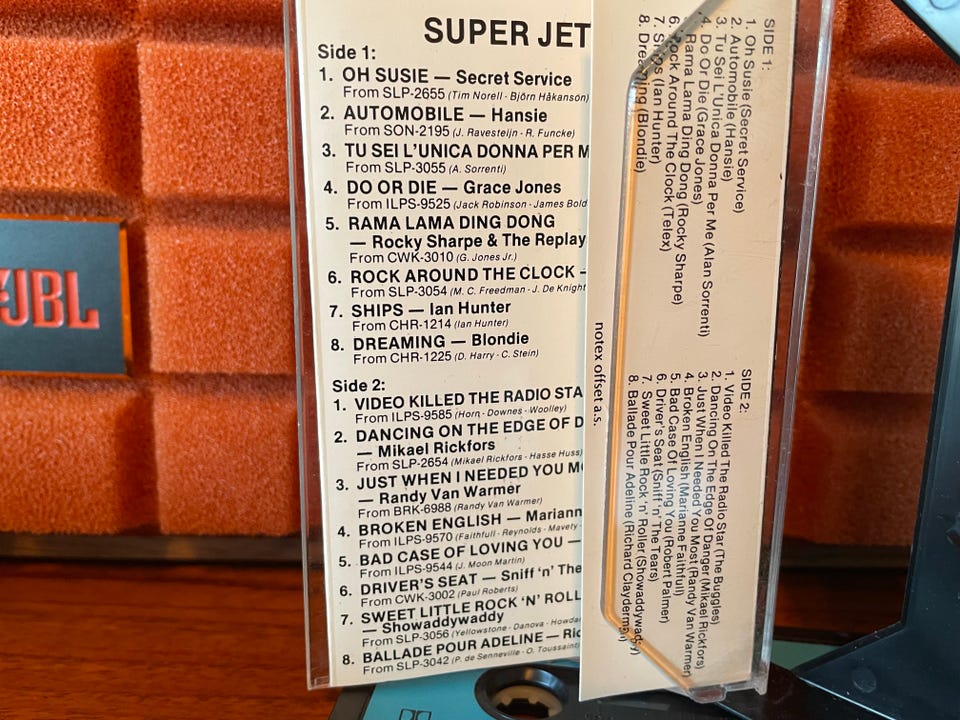 JBL
SUPER JET
Side 1:
1. OH SUSIE — Secret Service
From SLP-2655 (Tim Norell - Björn Håkanson)
2. AUTOMOBILE — Hansie
From SON-2195 (J. Ravesteijn - R. Funcke)
3. TU SEI L'UNICA DONNA PER M
From SLP-3055 (A. Sorrenti)
4. DO OR DIE — Grace Jones
From ILPS-9525 (Jack Robinson - James Bold
5. RAMA LAMA DING DONG
— Rocky Sharpe & The Replay
From CWK-3010 (G. Jones Jr.)
6. ROCK AROUND THE CLOCK –
From SLP-3054 (M. C. Freedman - J. De Knight
7. SHIPS — Ian Hunter
From CHR-1214 (Ian Hunter)
8. DREAMING — Blondie
From CHR-1225 (D. Harry - C. Stein)
Side 2:
1. VIDEO KILLED THE RADIO STA
From ILPS-9585 (Horn - Downes - Woolley)
2. DANCING ON THE EDGE OF D
— Mikael Rickfors
From SLP-2654 (Mikael Rickfors - Hasse Huss)
3. JUST WHEN I NEEDED YOU MO
— Randy Van Warmer
From BRK-6988 (Randy Van Warmer)
4. BROKEN ENGLISH — Mariann
From ILPS-9570 (Faithfull - Reynolds - Mavety -
5. BAD CASE OF LOVING YOU —
From ILPS-9544 (J. Moon Martin)
6. DRIVER'S SEAT — Sniff 'n' The
From CWK-3002 (Paul Roberts)
7. SWEET LITTLE ROCK 'N' ROLL
— Showaddywaddy
From SLP-3056 (Yellowstone - Danova - Howda
8. BALLADE POUR ADELINE — Ric
From SLP-3042 (P. de Senneville - O. Toussaint)
notex offset a.s.
SIDE 1:
1. Oh Susie (Secret Service)
2. Automobile (Hansie)
3. Tu Sei L'Unica Donna Per Me (Alan Sorrenti)
4. Do Or Die (Grace Jones)
5. Rama Lama Ding Dong (Rocky Sharpe)
6. Rock Around The Clock (Telex)
7. Ships (Ian Hunter)
8. Dreaming (Blondie)
SIDE 2:
1. Video Killed The Radio Star (The Buggles)
2. Dancing On The Edge Of Danger (Mikael Rickfors)
3. Just When I Needed You Most (Randy Van Warmer)
4. Broken English (Marianne Faithfull)
5. Bad Case Of Loving You (Robert Palmer)
6. Driver's Seat (Sniff 'n' The Tears)
7. Sweet Little Rock 'n' Roller (Showaddywaddy)
8. Ballade Pour Adeline (Richard Clayderman)